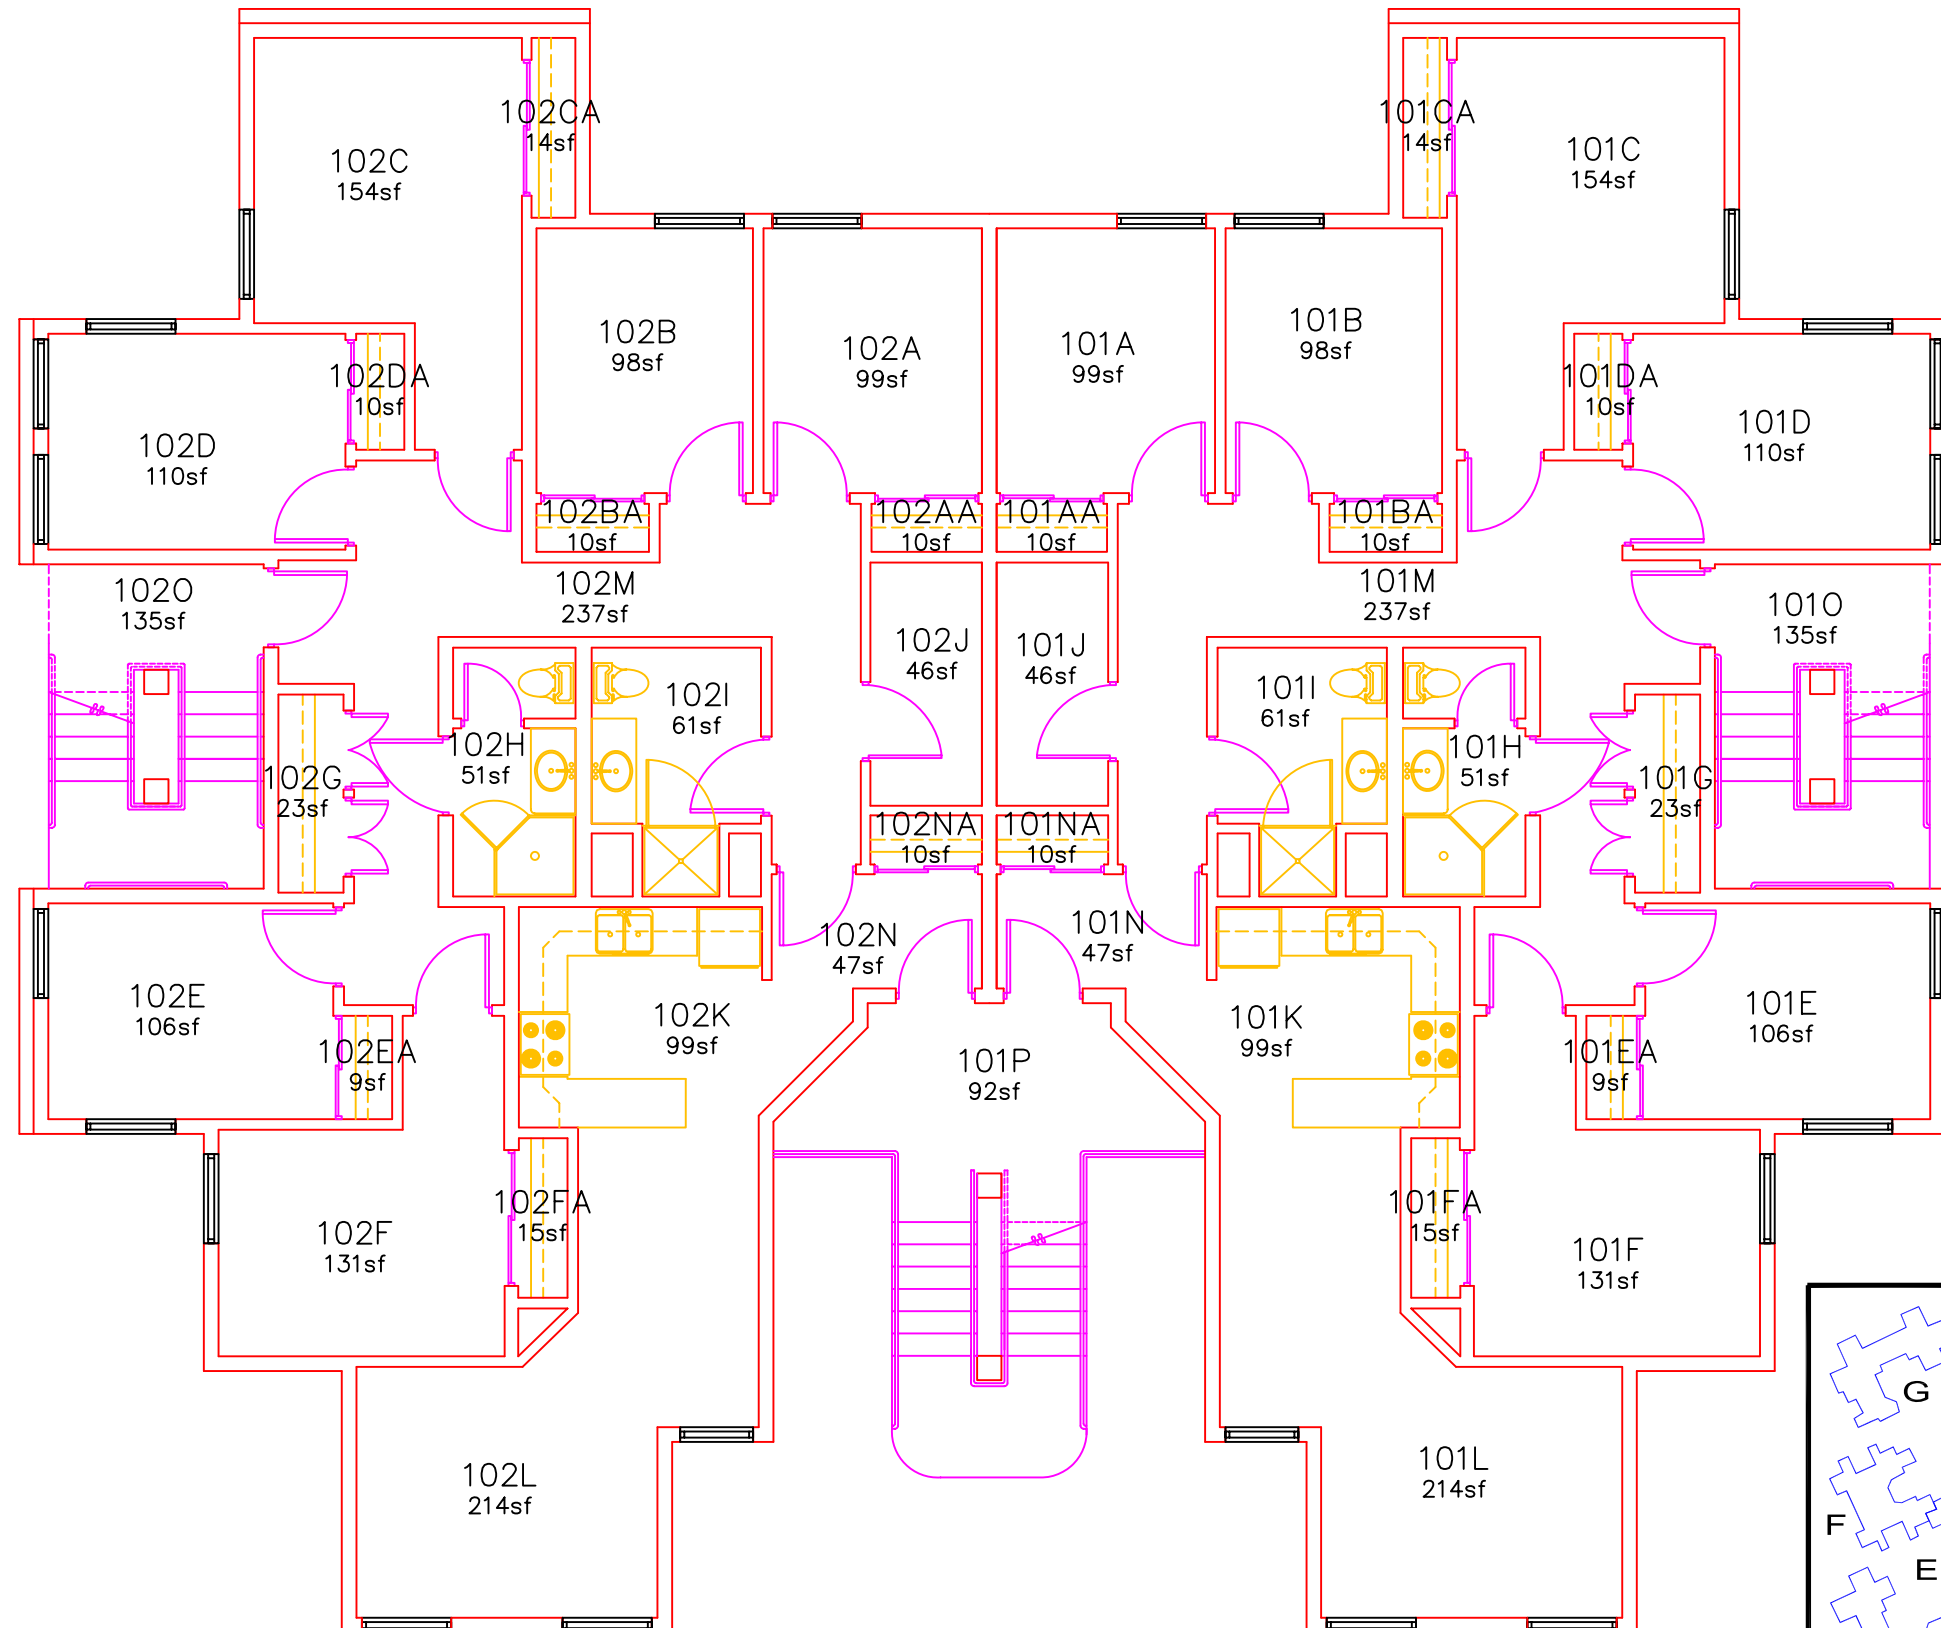 102CA
14sf
101CA
14sf
102C
154sf
101C
154sf
102B
98sf
102A
99sf
101A
99sf
101B
98sf
102DA
10sf
101DA
10sf
102D
110sf
101D
110sf
102BA
10sf
102AA
10sf
101AA
10sf
101BA
10sf
102O
135sf
102M
237sf
101M
237sf
101O
135sf
102J
46sf
101J
46sf
102I
61sf
101I
61sf
102H
51sf
101H
51sf
102G
23sf
101G
23sf
102NA
10sf
101NA
10sf
102N
47sf
101N
47sf
102E
106sf
102K
99sf
101K
99sf
101E
106sf
102EA
9sf
101P
92sf
101EA
9sf
102FA
15sf
101FA
15sf
102F
131sf
101F
131sf
102L
214sf
101L
214sf
G
F
E